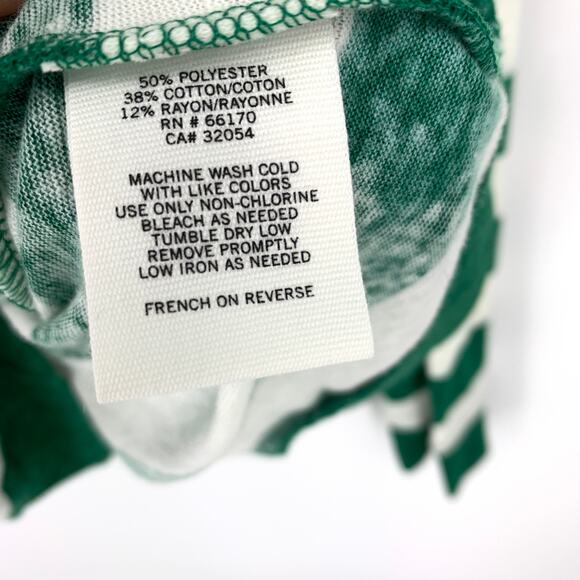 50% POLYESTER
38% COTTON/COTON
12% RAYON/RAYONNE
RN # 66170
CA# 32054
MACHINE WASH COLD
WITH LIKE COLORS
USE ONLY NON-CHLORINE
BLEACH AS NEEDED
TUMBLE DRY LOW
REMOVE PROMPTLY
LOW IRON AS NEEDED
FRENCH ON REVERSE